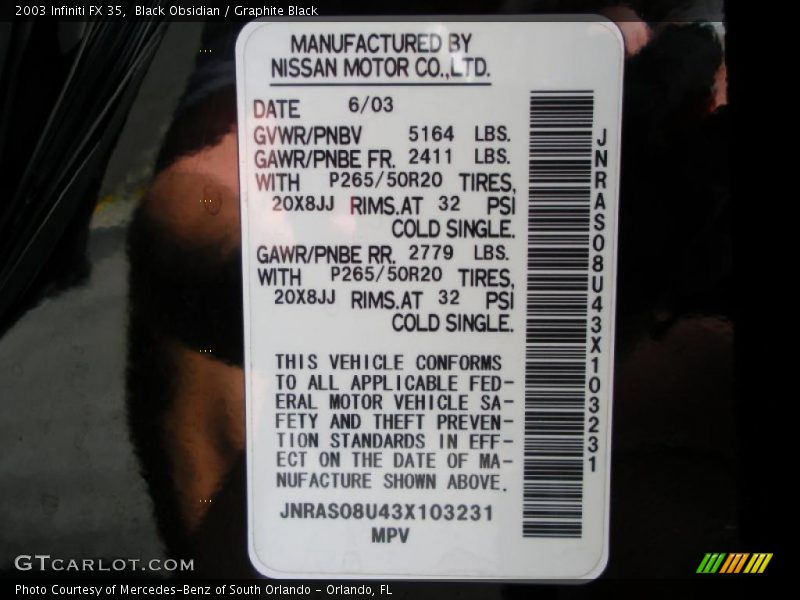 2003 Infiniti FX 35,  Black Obsidian / Graphite Black
MANUFACTURED BY
NISSAN MOTOR CO.,LTD.
DATE 6/03
GVWR/PNBV 5164 LBS.
GAWR/PNBE FR. 2411 LBS.
WITH P265/50R20 TIRES,
20X8JJ RIMS.AT 32 PSI
COLD SINGLE.
GAWR/PNBE RR. 2779 LBS.
WITH P265/50R20 TIRES,
20X8JJ RIMS.AT 32 PSI
COLD SINGLE.
THIS VEHICLE CONFORMS
TO ALL APPLICABLE FED-
ERAL MOTOR VEHICLE SA-
FETY AND THEFT PREVEN-
TION STANDARDS IN EFF-
ECT ON THE DATE OF MA-
NUFACTURE SHOWN ABOVE.
JNRAS08U43X103231
MPV
JNRAS08U43X103231
GTCARLOT.COM
Photo Courtesy of Mercedes-Benz of South Orlando - Orlando, FL